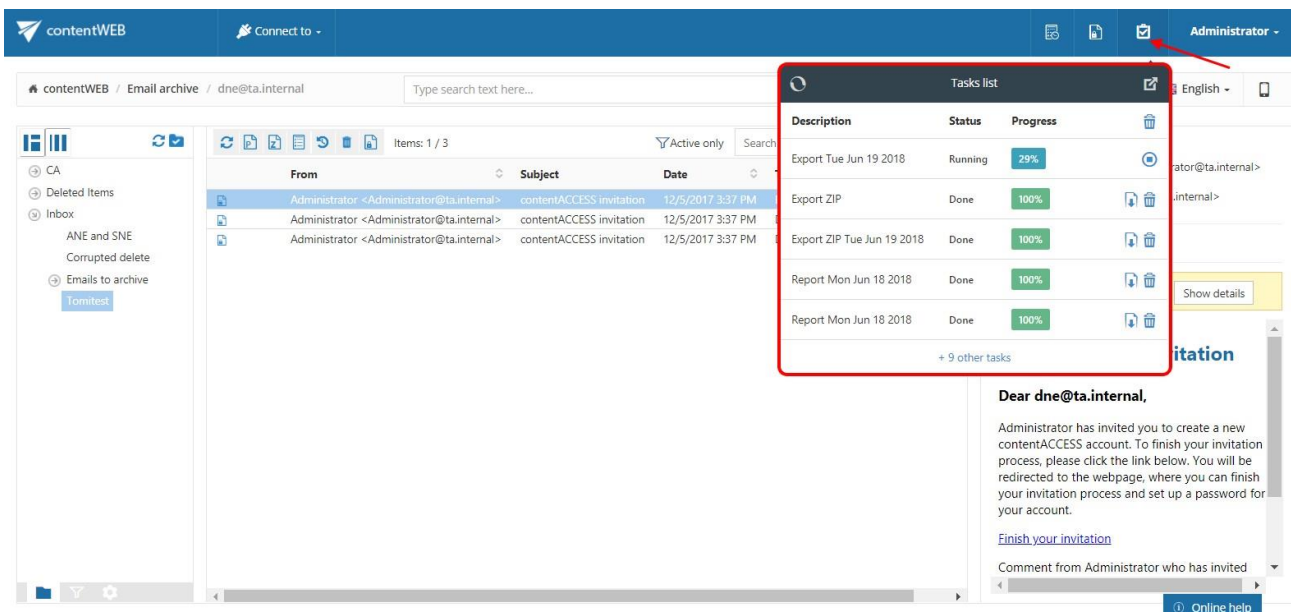 contentWEB
Connect to
Administrator
contentWEB / Email archive / dne@ta.internal
Type search text here...
English
Tasks list
Description Status Progress
Export Tue Jun 19 2018 Running 29%
Export ZIP Done 100%
Export ZIP Tue Jun 19 2018 Done 100%
Report Mon Jun 18 2018 Done 100%
Report Mon Jun 18 2018 Done 100%
+ 9 other tasks
CA
Deleted Items
Inbox
ANE and SNE
Corrupted delete
Emails to archive
Tomitest
Items: 1 / 3
Active only
Search
From Subject Date
Administrator <Administrator@ta.internal> contentACCESS invitation 12/5/2017 3:37 PM
Administrator <Administrator@ta.internal> contentACCESS invitation 12/5/2017 3:37 PM
Administrator <Administrator@ta.internal> contentACCESS invitation 12/5/2017 3:37 PM
rator@ta.internal>
.internal>
Show details
itation
Dear dne@ta.internal,
Administrator has invited you to create a new
contentACCESS account. To finish your invitation
process, please click the link below. You will be
redirected to the webpage, where you can finish
your invitation process and set up a password for
your account.
Finish your invitation
Comment from Administrator who has invited
Online help